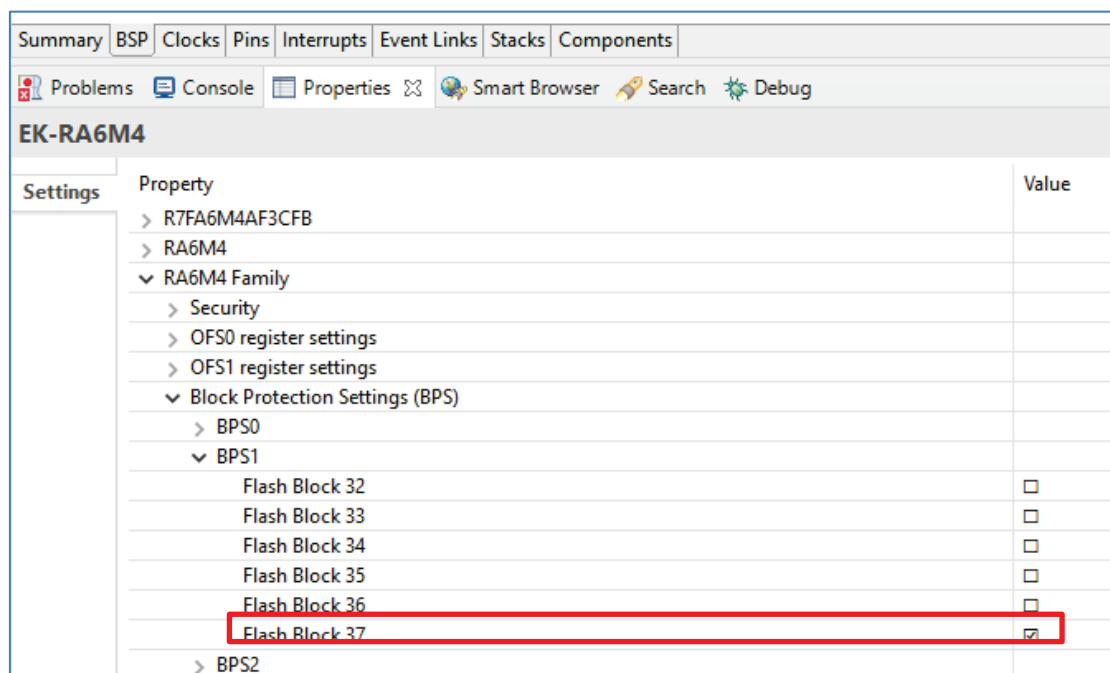 Summary BSP Clocks Pins Interrupts Event Links Stacks Components
Problems Console Properties Smart Browser Search Debug
EK-RA6M4
Settings
Property Value
R7FA6M4AF3CFB
RA6M4
RA6M4 Family
Security
OFS0 register settings
OFS1 register settings
Block Protection Settings (BPS)
BPS0
BPS1
Flash Block 32
Flash Block 33
Flash Block 34
Flash Block 35
Flash Block 36
Flash Block 37
BPS2